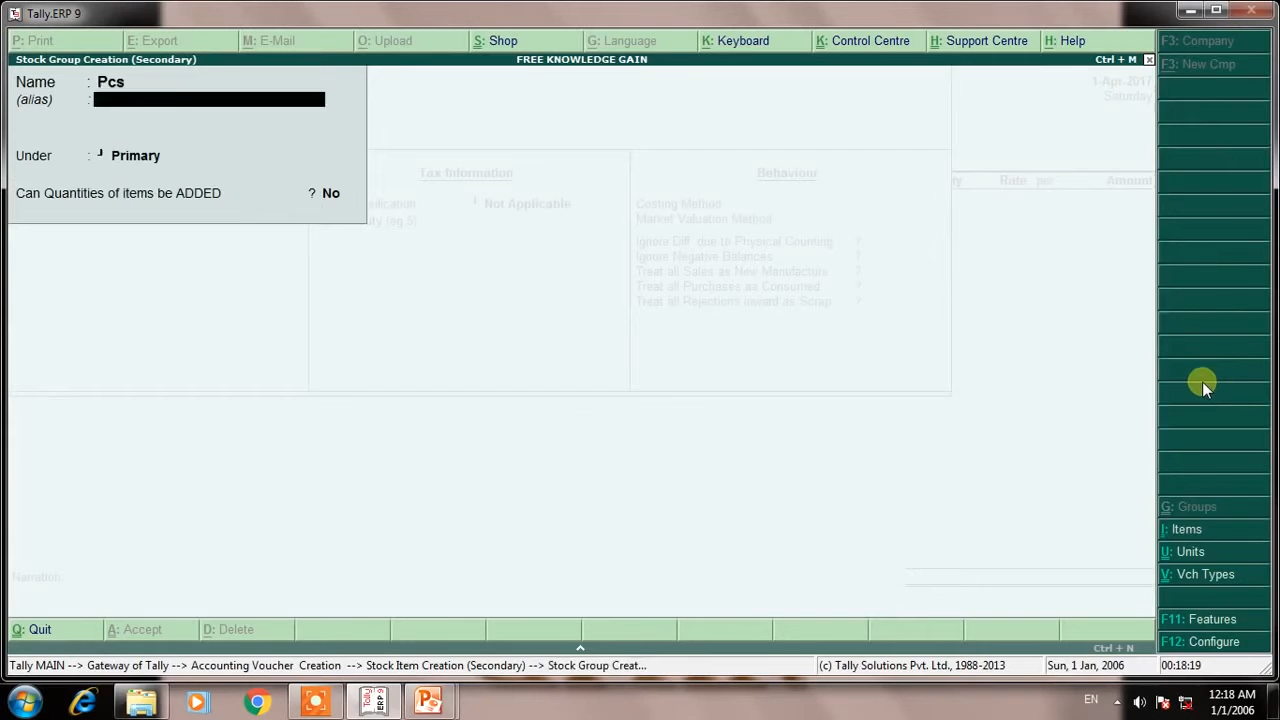 Tally.ERP 9
P: Print E: Export M: E-Mail O: Upload S: Shop G: Language K: Keyboard K: Control Centre H: Support Centre H: Help F3: Company
Stock Group Creation (Secondary) FREE KNOWLEDGE GAIN Ctrl + M F3: New Cmp
Name : Pcs 1-Apr-2017
(alias) : Saturday
Under : Primary
Tax Information Behaviour Rate per Amount
Can Quantities of items be ADDED ? No
Not Applicable Costing Method
Market Valuation Method
Ignore Diff. due to Physical Counting ?
Ignore Negative Balances ?
Treat all Sales as New Manufacture ?
Treat all Purchases as Consumed ?
Treat all Rejections inward as Scrap ?
G: Groups
I: Items
U: Units
Narration: V: Vch Types
F11: Features
Q: Quit A: Accept D: Delete F12: Configure
Ctrl + N
Tally MAIN --> Gateway of Tally --> Accounting Voucher Creation --> Stock Item Creation (Secondary) --> Stock Group Creat... (c) Tally Solutions Pvt. Ltd., 1988-2013 Sun, 1 Jan, 2006 00:18:19
EN 12:18 AM
1/1/2006